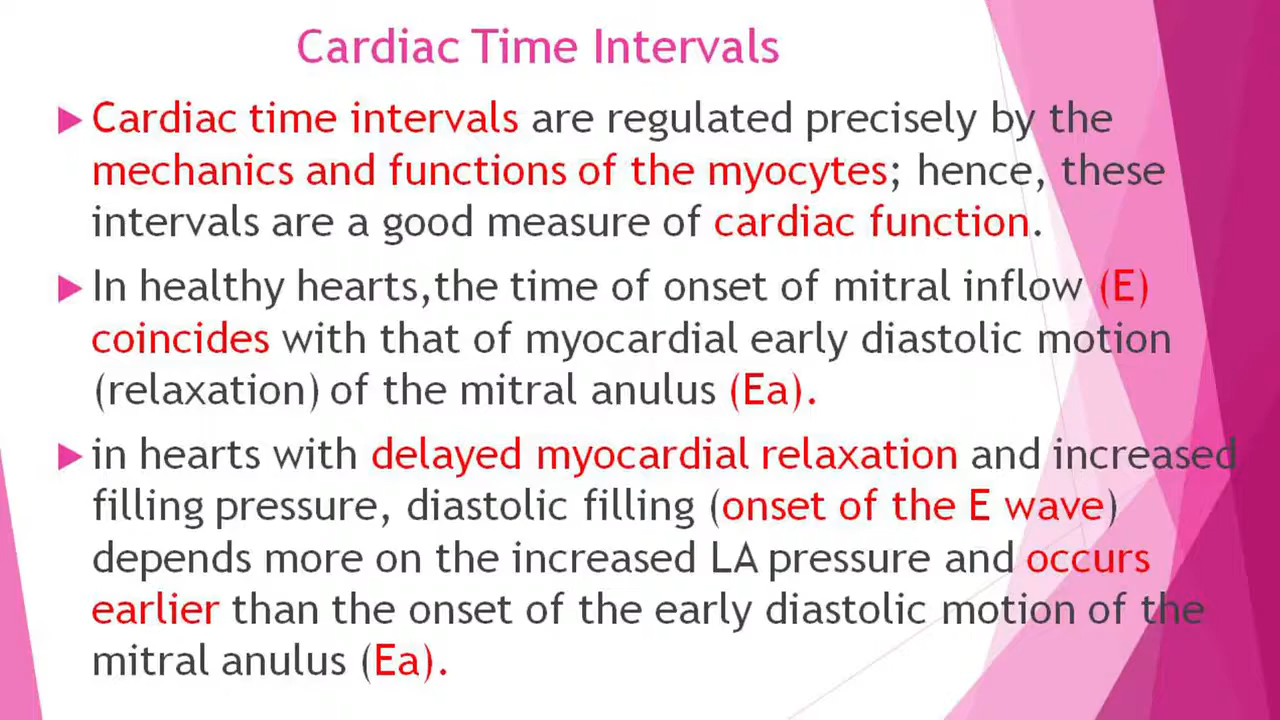 Cardiac Time Intervals
Cardiac time intervals are regulated precisely by the
mechanics and functions of the myocytes; hence, these
intervals are a good measure of cardiac function.
In healthy hearts,the time of onset of mitral inflow (E)
coincides with that of myocardial early diastolic motion
(relaxation) of the mitral anulus (Ea).
in hearts with delayed myocardial relaxation and increased
filling pressure, diastolic filling (onset of the E wave)
depends more on the increased LA pressure and occurs
earlier than the onset of the early diastolic motion of the
mitral anulus (Ea).